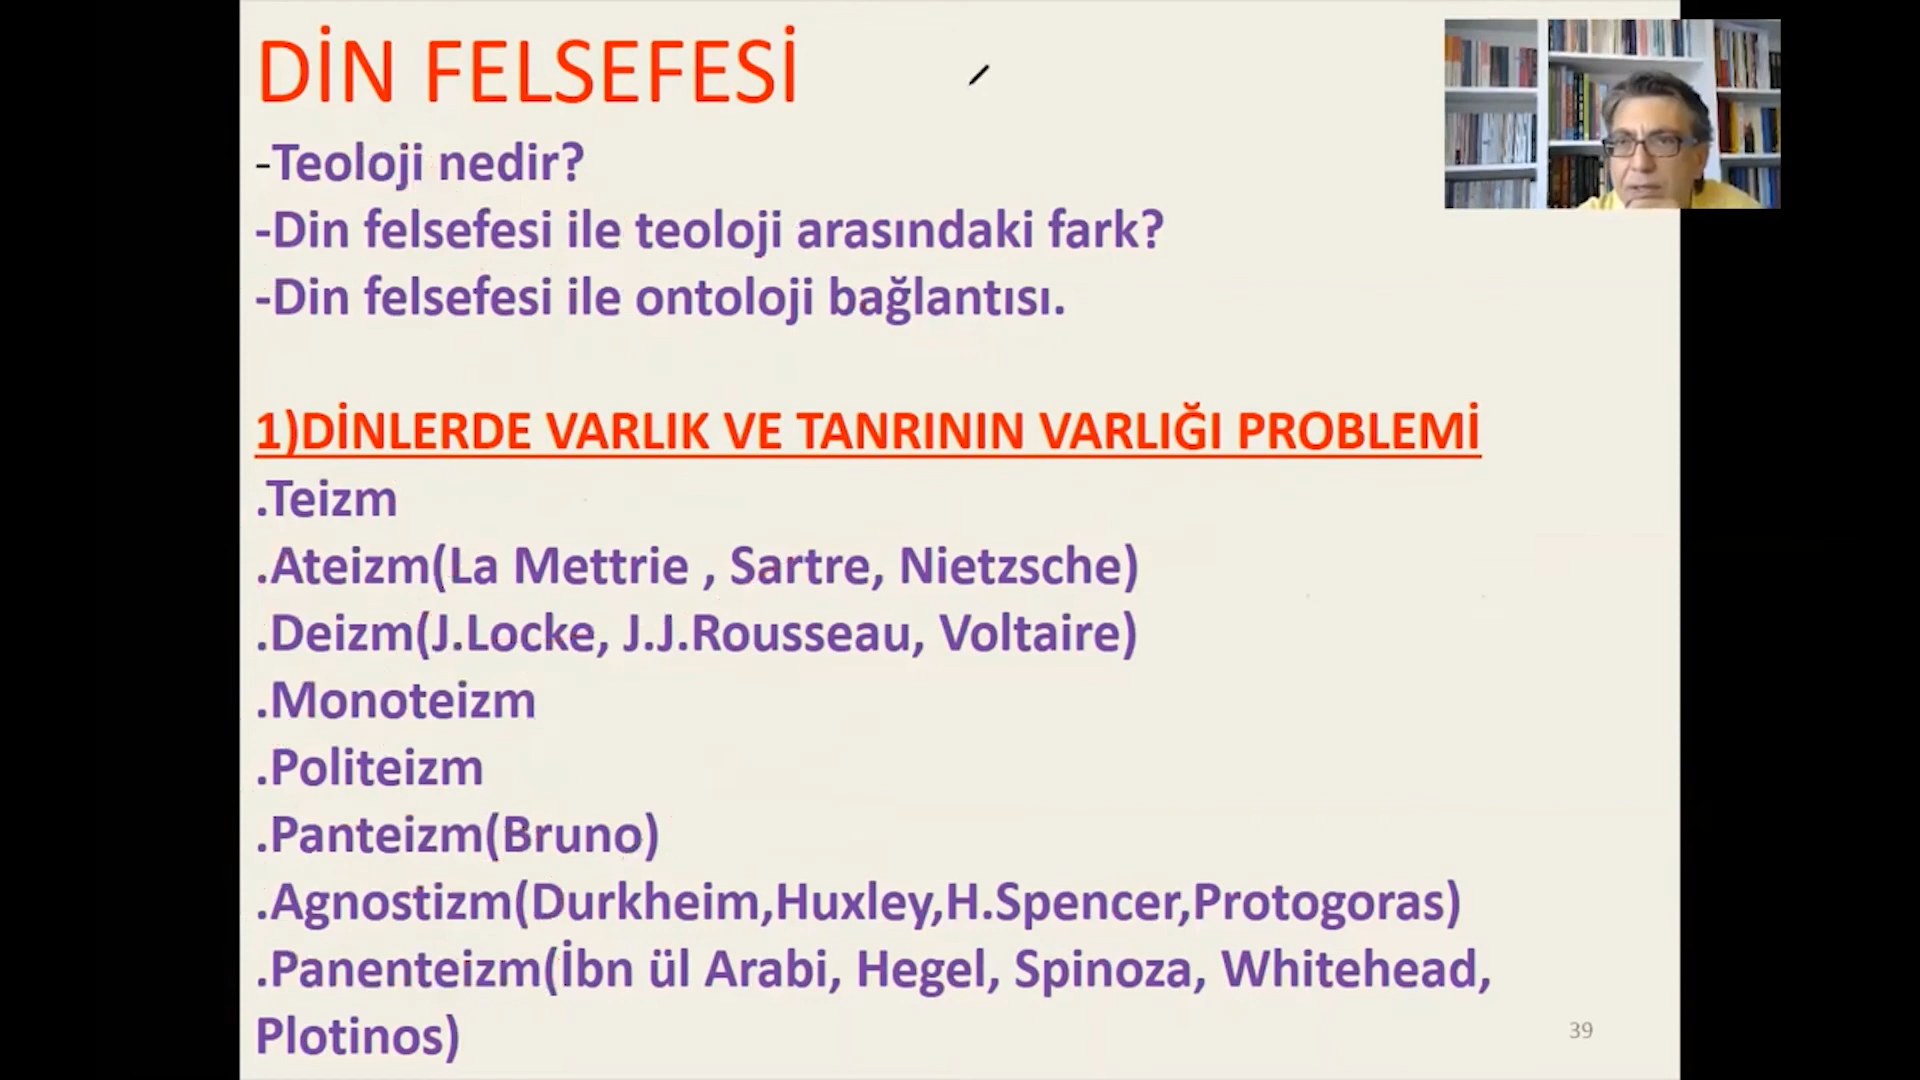 DİN FELSEFESİ
-Teoloji nedir?
-Din felsefesi ile teoloji arasındaki fark?
-Din felsefesi ile ontoloji bağlantısı.
1)DİNLERDE VARLIK VE TANRININ VARLIĞI PROBLEMİ
.Teizm
.Ateizm(La Mettrie , Sartre, Nietzsche)
.Deizm(J.Locke, J.J.Rousseau, Voltaire)
.Monoteizm
.Politeizm
.Panteizm(Bruno)
.Agnostizm(Durkheim,Huxley,H.Spencer,Protogoras)
.Panenteizm(İbn ül Arabi, Hegel, Spinoza, Whitehead,
Plotinos)
39